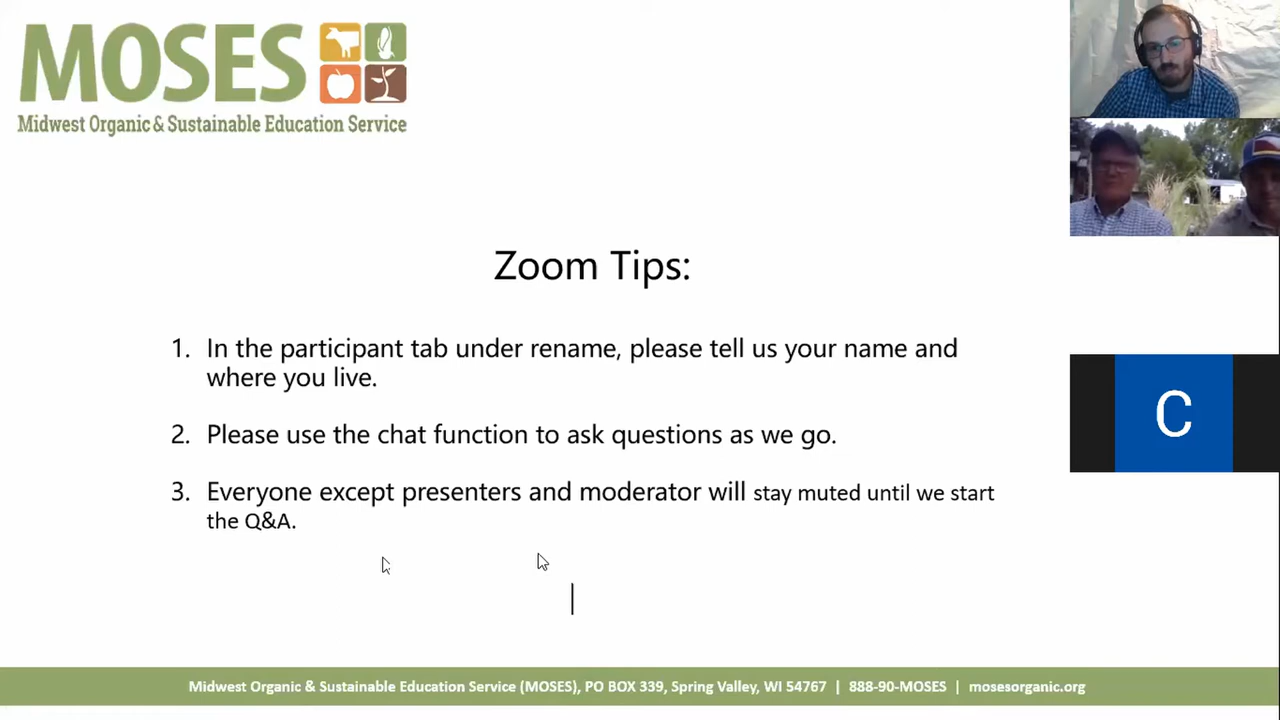 MOSES
Midwest Organic & Sustainable Education Service
Zoom Tips:
1. In the participant tab under rename, please tell us your name and
where you live.
2. Please use the chat function to ask questions as we go.
3. Everyone except presenters and moderator will stay muted until we start
the Q&A.
C
Midwest Organic & Sustainable Education Service (MOSES), PO BOX 339, Spring Valley, WI 54767 | 888-90-MOSES | mosesorganic.org